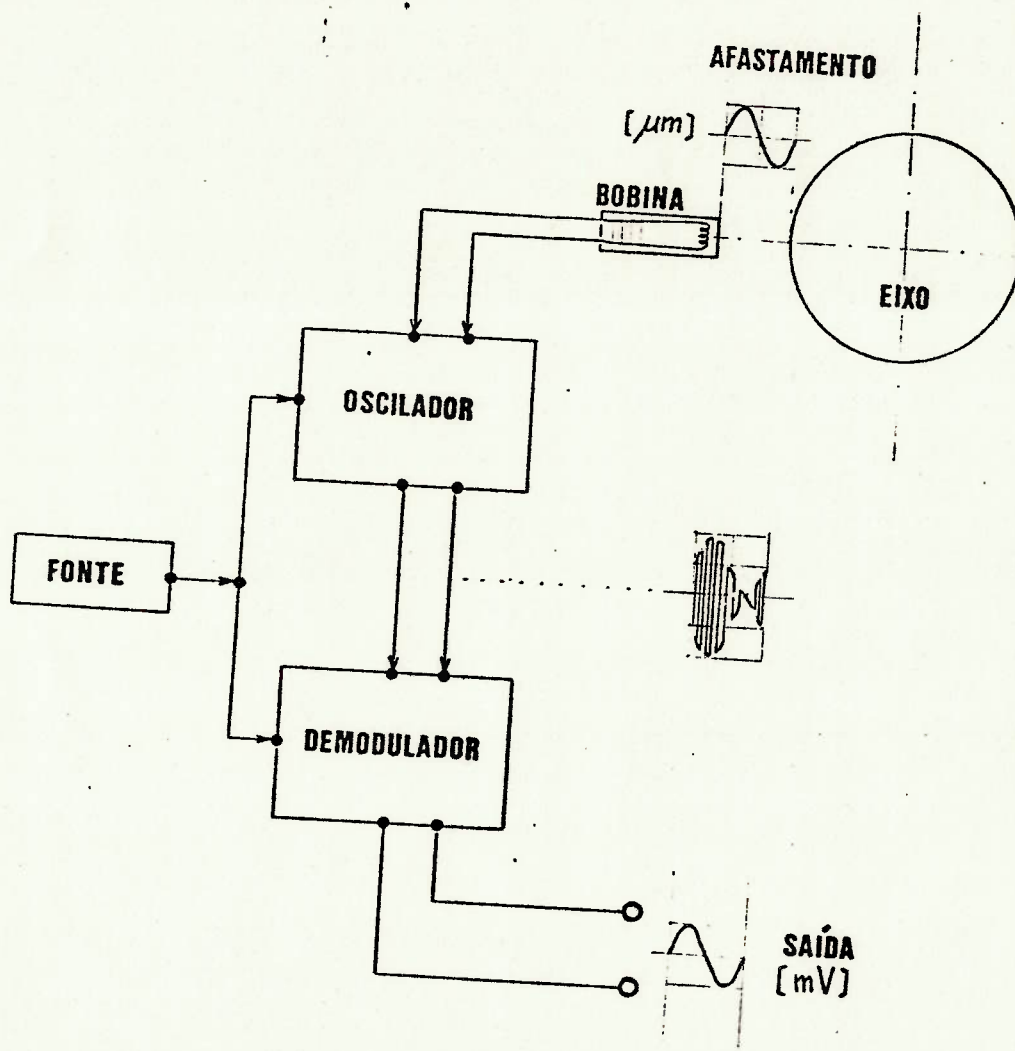 AFASTAMENTO
[μm]
BOBINA
EIXO
OSCILADOR
FONTE
DEMODULADOR
SAÍDA
[mV]